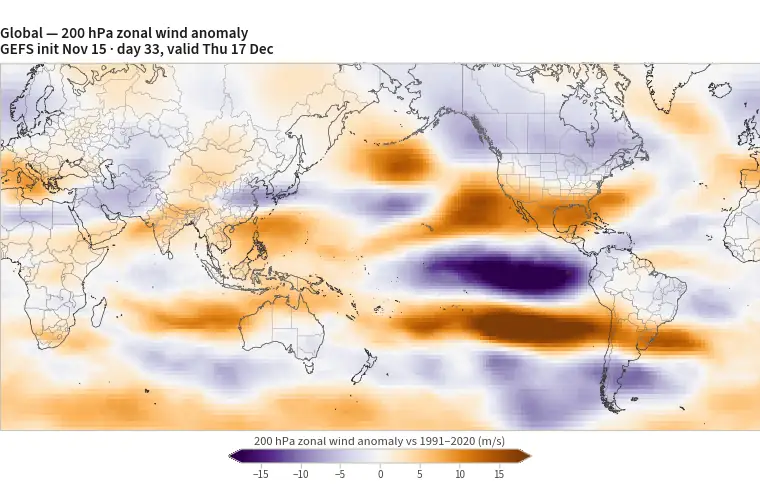 Global — 200 hPa zonal wind anomaly
GEFS init Nov 15 · day 33, valid Thu 17 Dec
200 hPa zonal wind anomaly vs 1991–2020 (m/s)
−15 −10 −5 0 5 10 15